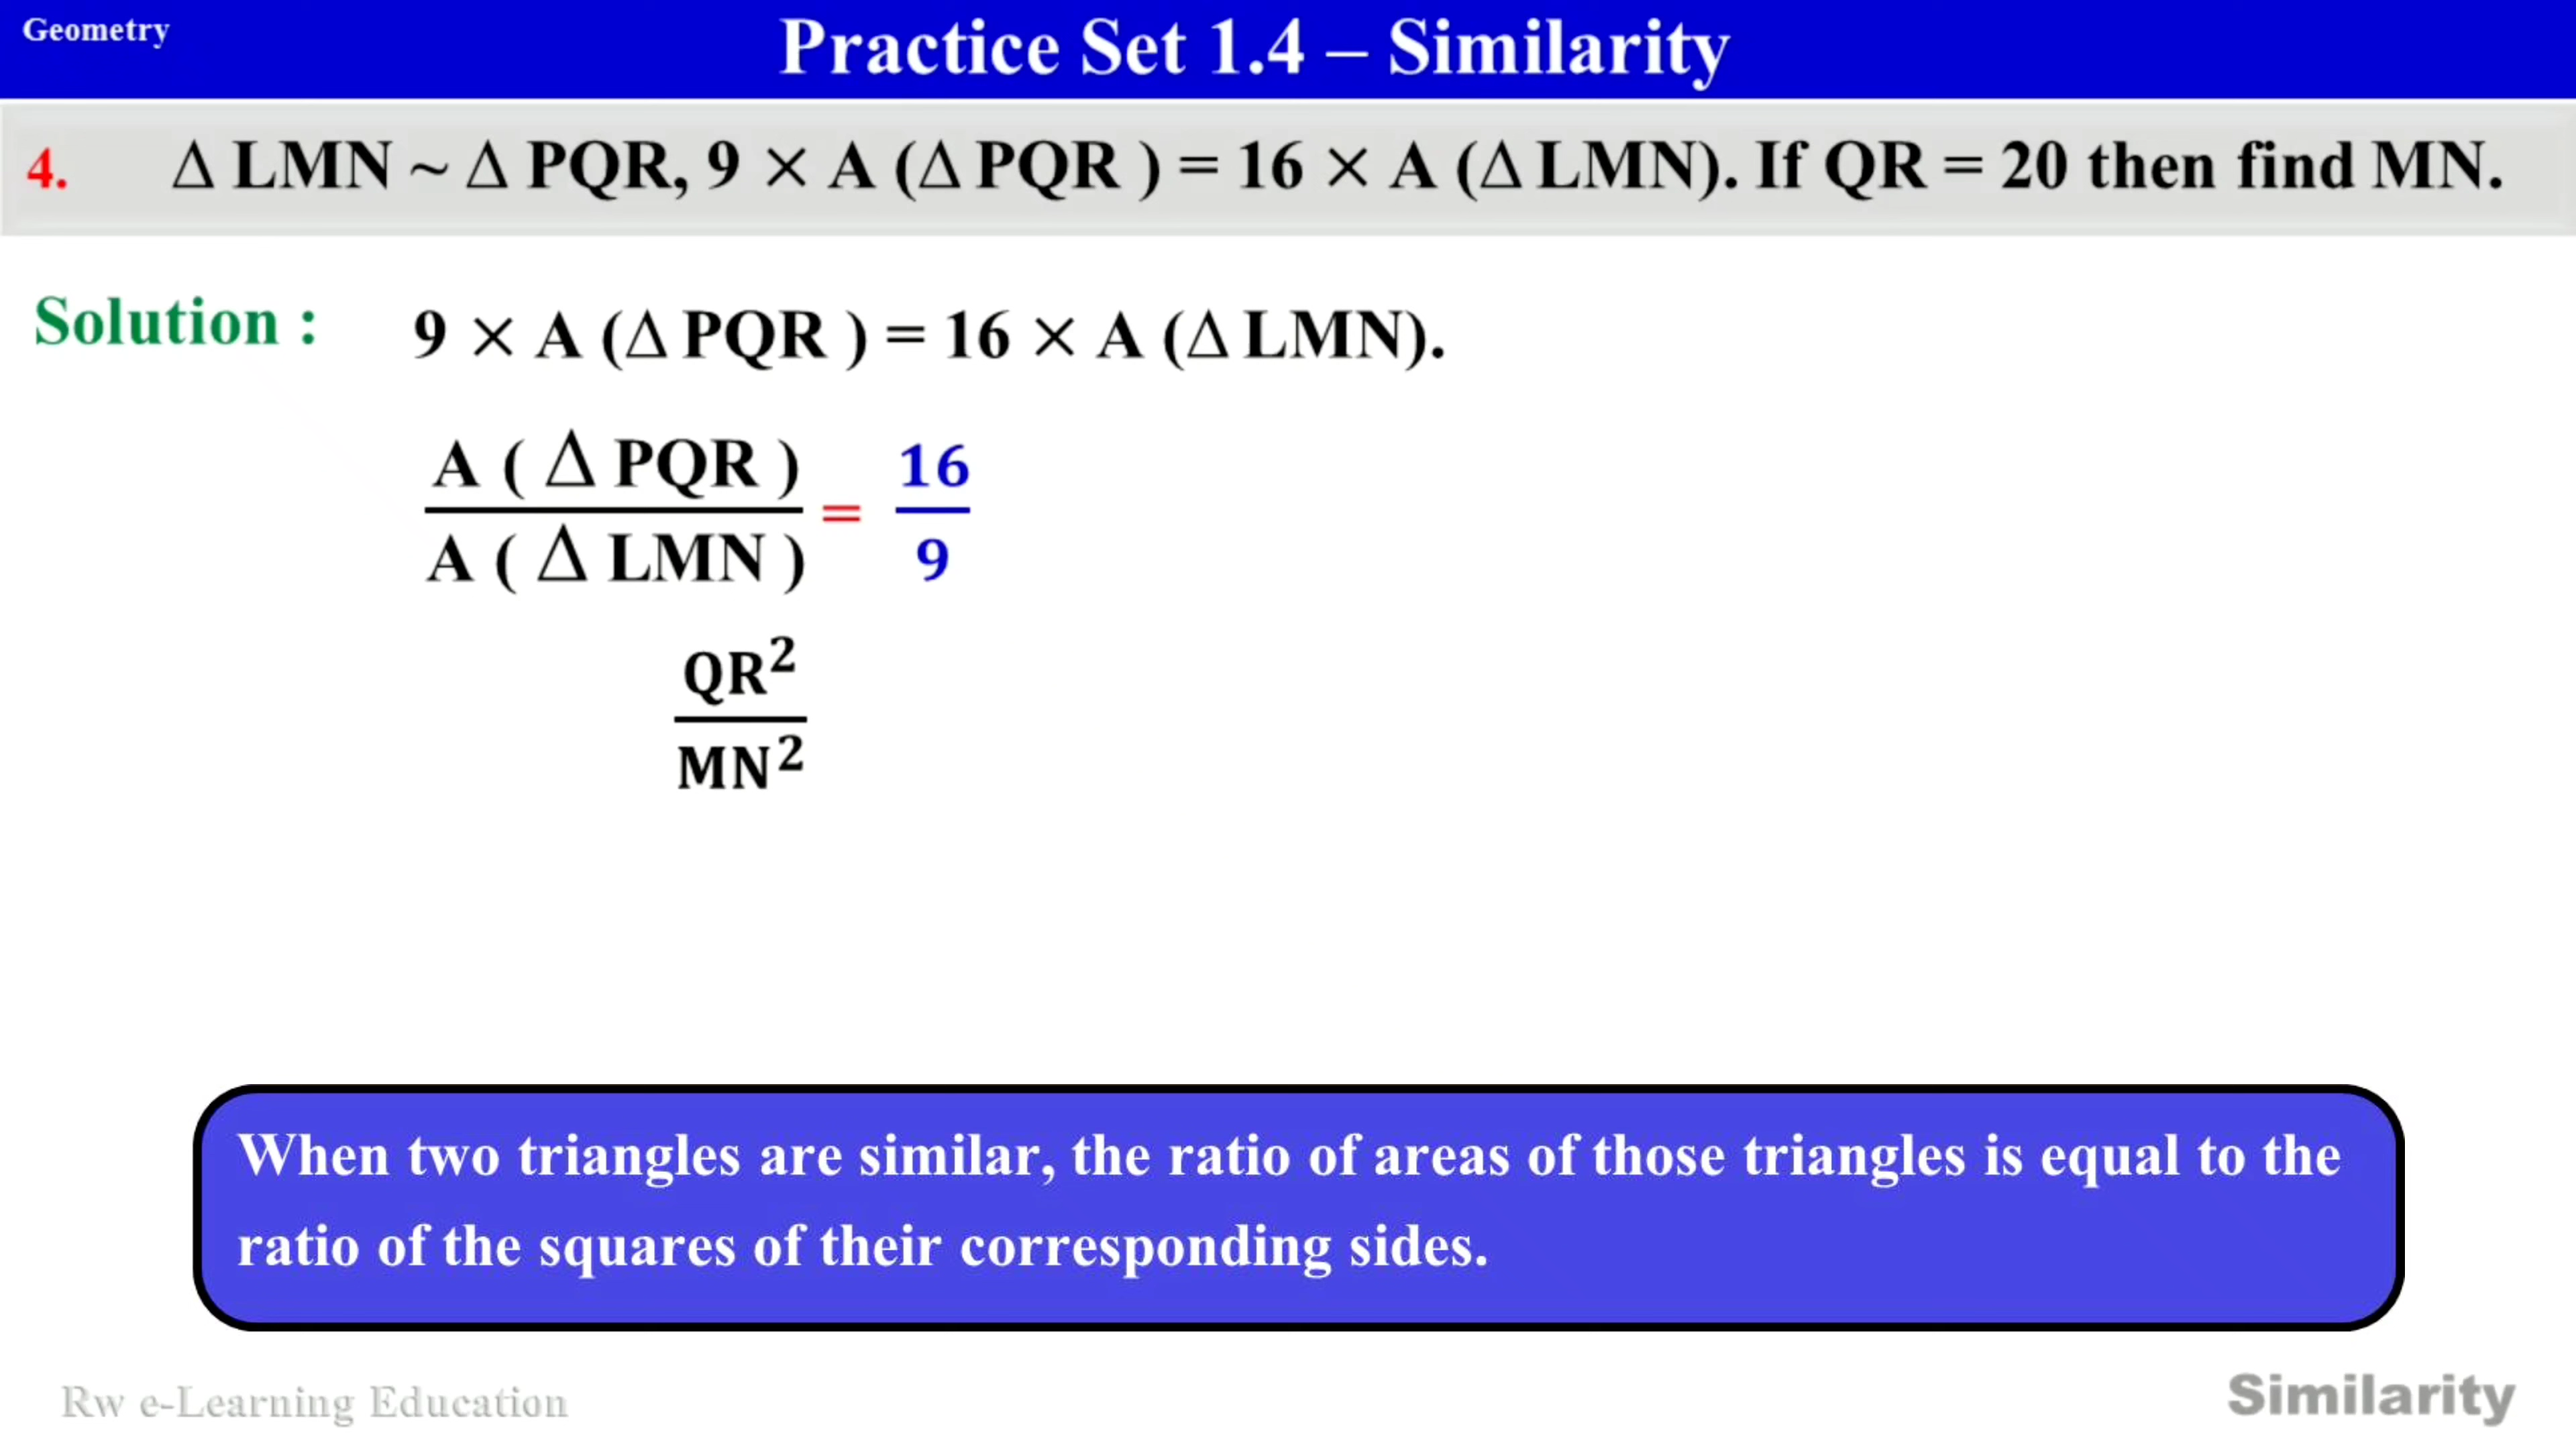 Geometry
Practice Set 1.4 – Similarity
4. Δ LMN ~ Δ PQR, 9 × A (Δ PQR ) = 16 × A (Δ LMN). If QR = 20 then find MN.
Solution : 9 × A (Δ PQR ) = 16 × A (Δ LMN).
A ( Δ PQR )
A ( Δ LMN )
=
16
9
QR²
MN²
When two triangles are similar, the ratio of areas of those triangles is equal to the
ratio of the squares of their corresponding sides.
Rw e-Learning Education
Similarity